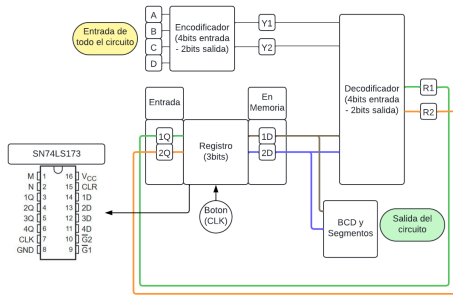 Entrada de
todo el circuito
A
B
C
D
Encodificador
(4bits entrada
- 2bits salida)
Y1
Y2
Decodificador
(4bits entrada
- 2bits salida)
R1
R2
Entrada
En
Memoria
1Q
2Q
Registro
(3bits)
1D
2D
Boton
(CLK)
BCD y
Segmentos
Salida del
circuito
SN74LS173
M 1 16 VCC
N 2 15 CLR
1Q 3 14 1D
2Q 4 13 2D
3Q 5 12 3D
4Q 6 11 4D
CLK 7 10 G̅2
GND 8 9 G̅1